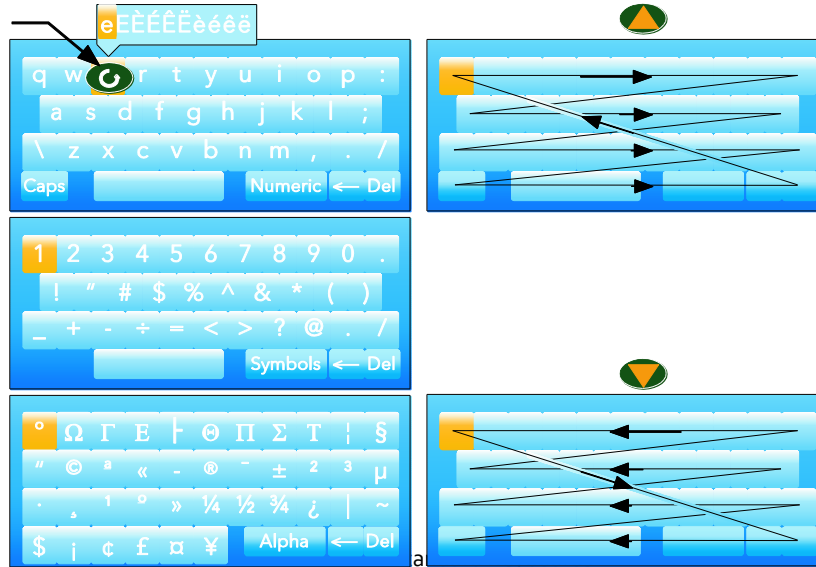 eEÈÉÊËèéêë
q w r t y u i o p :
a s d f g h j k l ;
\ z x c v b n m , . /
Caps Numeric ← Del
1 2 3 4 5 6 7 8 9 0 .
! " # $ % ^ & * ( )
_ + - ÷ = < > ? @ . /
Symbols ← Del
° Ω Γ Ε ├ Θ Π Σ Τ ¦ §
" © ª « - ® ¯ ± ² ³ µ
· ¸ ¹ º » ¼ ½ ¾ ¿ | ~
$ ¡ ¢ £ ¤ ¥ Alpha ← Del